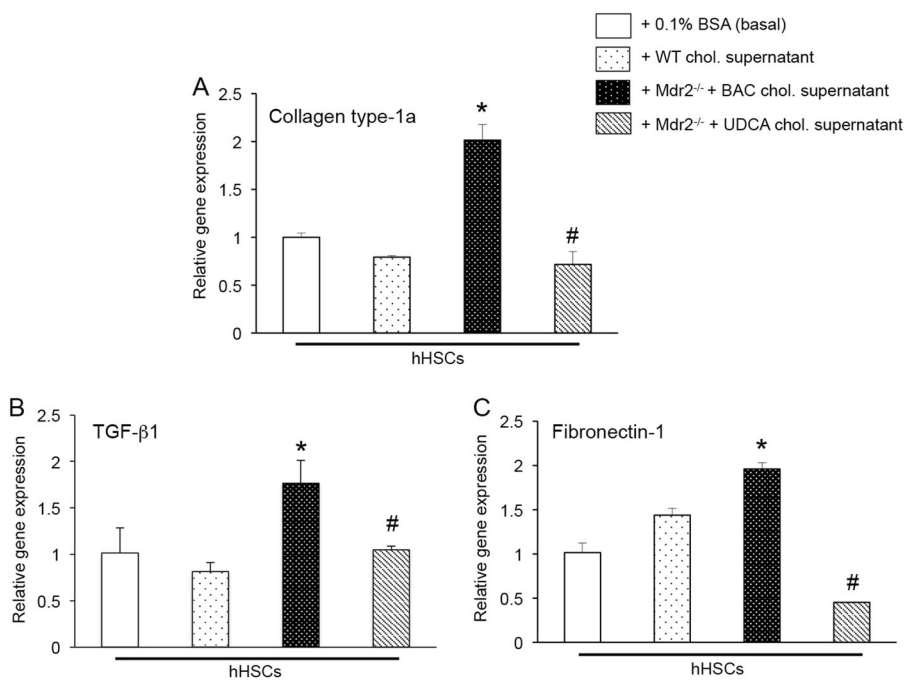 + 0.1% BSA (basal)
+ WT chol. supernatant
+ Mdr2-/- + BAC chol. supernatant
+ Mdr2-/- + UDCA chol. supernatant
A
Collagen type-1a
Relative gene expression
2.5
2
1.5
1
0.5
0
*
#
hHSCs
B
TGF-β1
Relative gene expression
2.5
2
1.5
1
0.5
0
*
#
hHSCs
C
Fibronectin-1
Relative gene expression
2.5
2
1.5
1
0.5
0
*
#
hHSCs